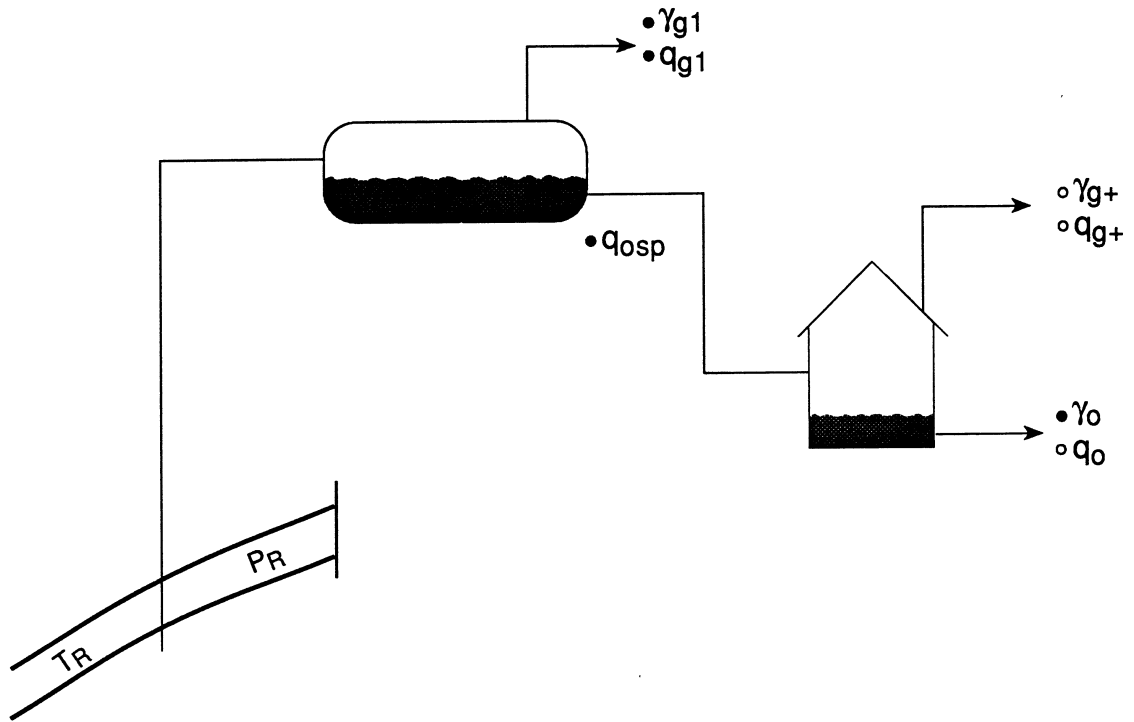 • γg1
• qg1
• qosp
○ γg+
○ qg+
• γo
○ qo
PR
TR